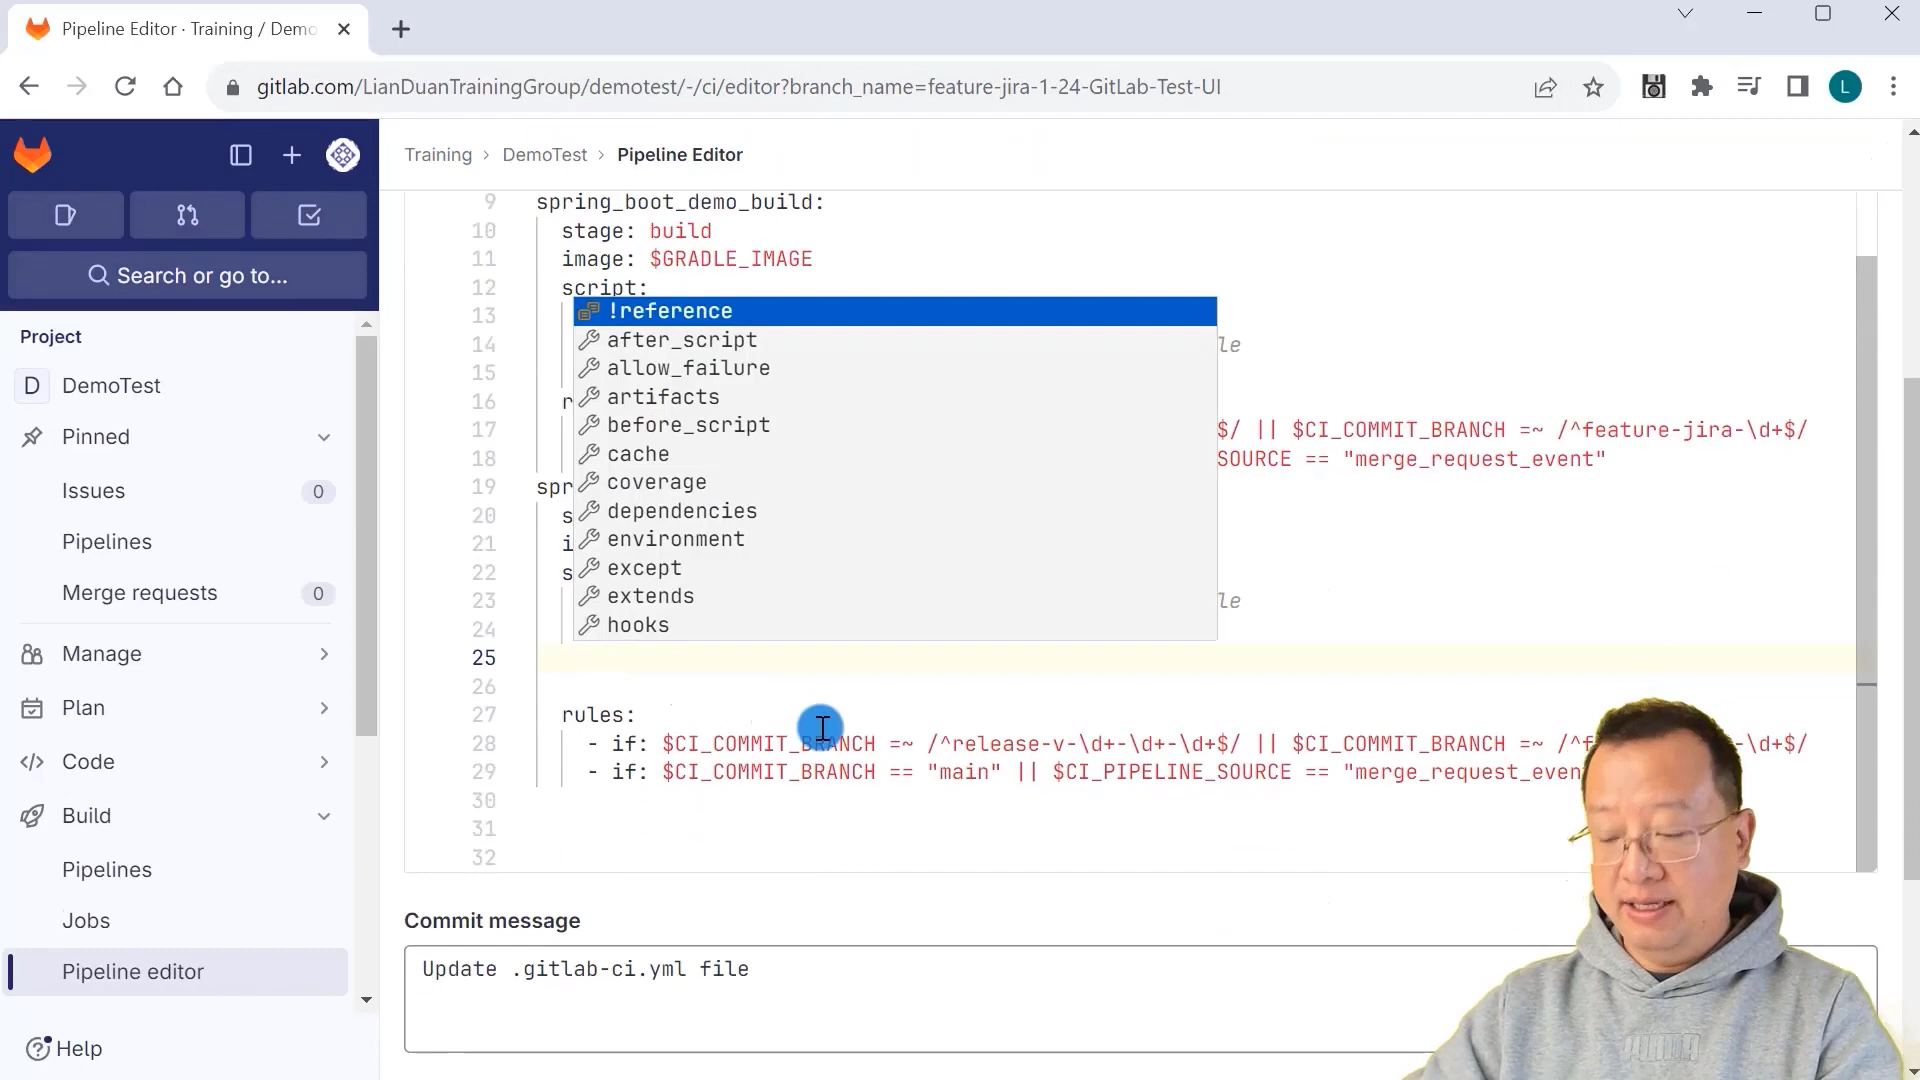 Pipeline Editor · Training / Demo
gitlab.com/LianDuanTrainingGroup/demotest/-/ci/editor?branch_name=feature-jira-1-24-GitLab-Test-UI
L
Search or go to...
Project
D DemoTest
Pinned
Issues 0
Pipelines
Merge requests 0
Manage
Plan
Code
Build
Pipelines
Jobs
Pipeline editor
Help
Training > DemoTest > Pipeline Editor
9 spring_boot_demo_build:
10 stage: build
11 image: $GRADLE_IMAGE
12 script:
13
14 le
15
16 r
17 $/ || $CI_COMMIT_BRANCH =~ /^feature-jira-\d+$/
18 SOURCE == "merge_request_event"
19 spr
20 s
21 i
22 s
23 le
24
25
26
27 rules:
28 - if: $CI_COMMIT_BRANCH =~ /^release-v-\d+-\d+-\d+$/ || $CI_COMMIT_BRANCH =~ /^f -\d+$/
29 - if: $CI_COMMIT_BRANCH == "main" || $CI_PIPELINE_SOURCE == "merge_request_even
30
31
32
!reference
after_script
allow_failure
artifacts
before_script
cache
coverage
dependencies
environment
except
extends
hooks
Commit message
Update .gitlab-ci.yml file